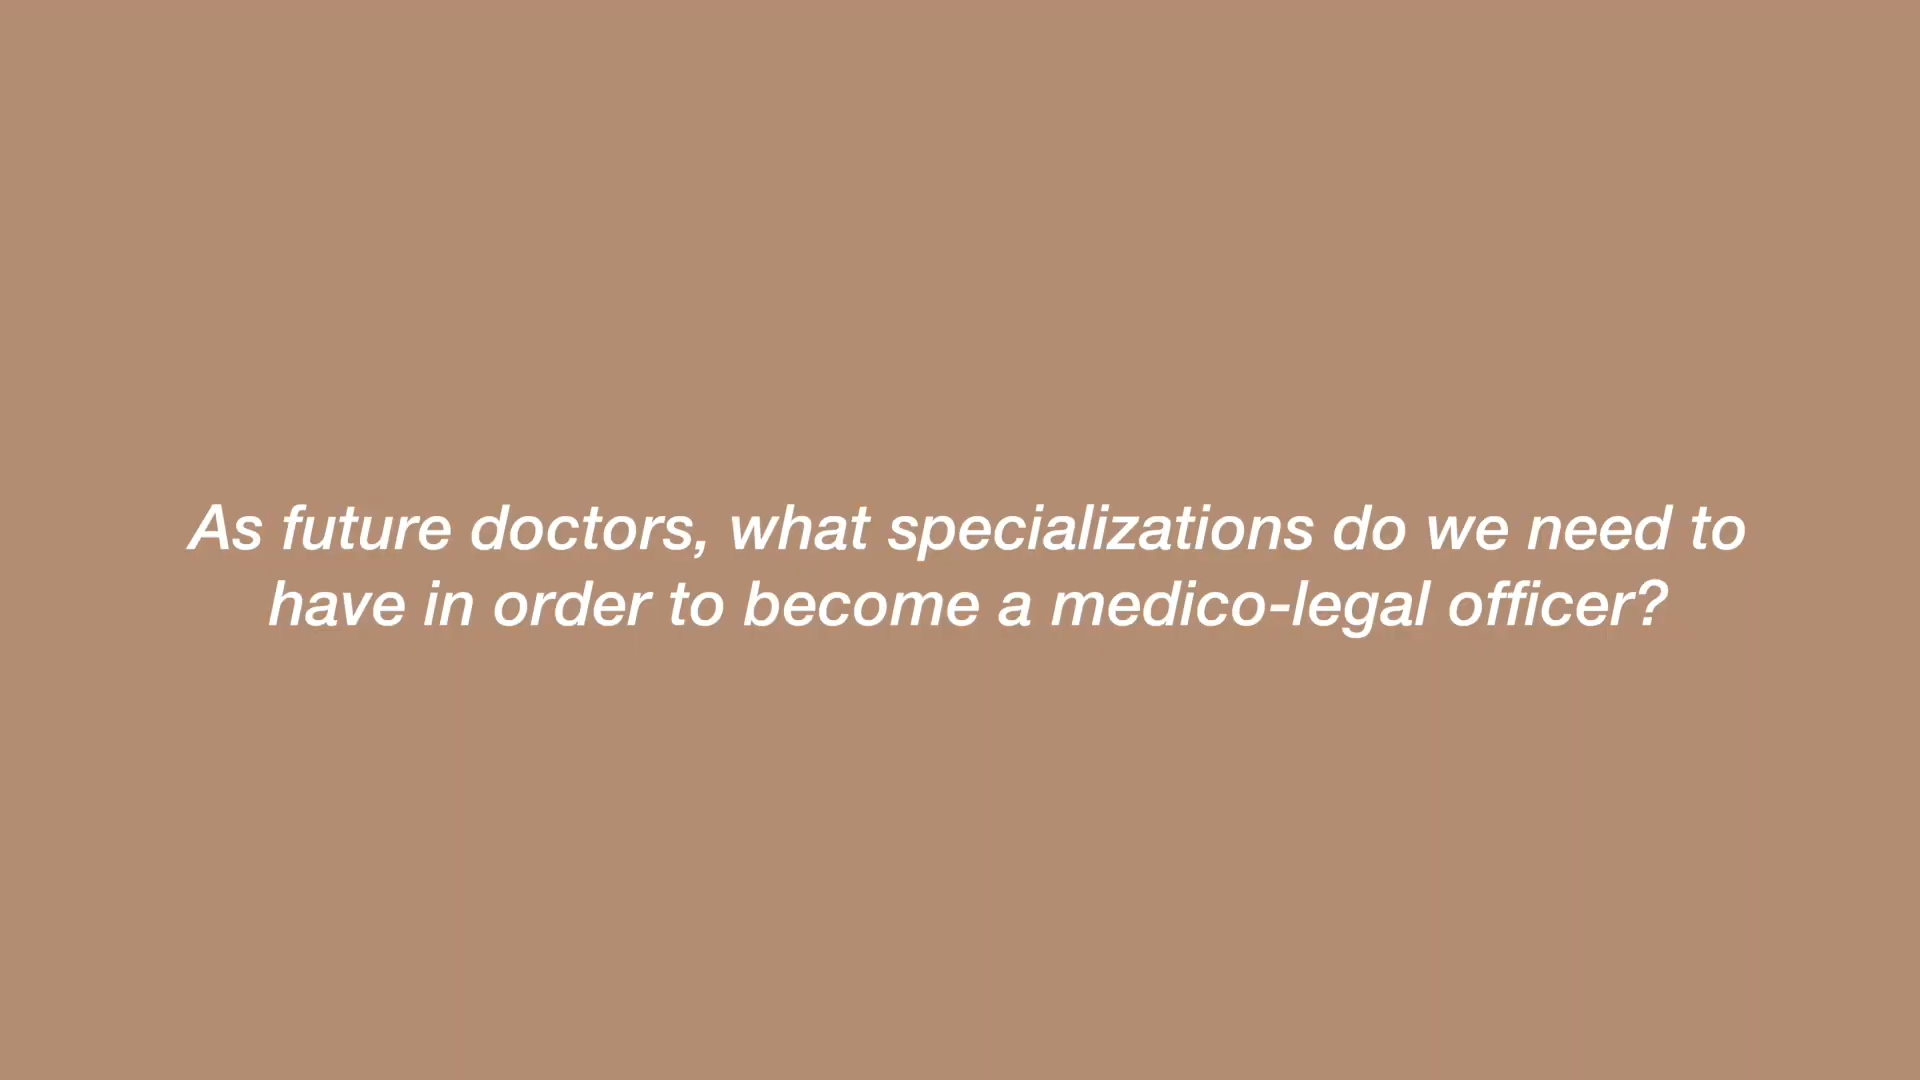 As future doctors, what specializations do we need to
have in order to become a medico-legal officer?